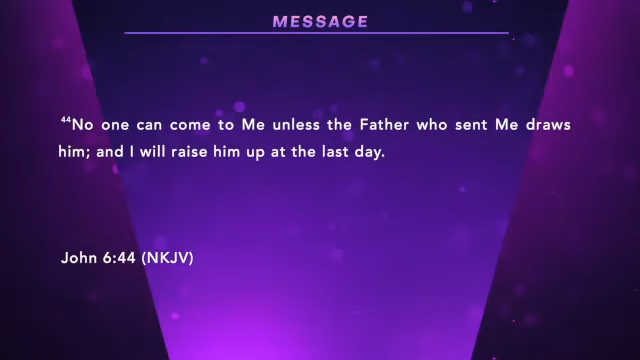 MESSAGE
⁴⁴No one can come to Me unless the Father who sent Me draws
him; and I will raise him up at the last day.
John 6:44 (NKJV)